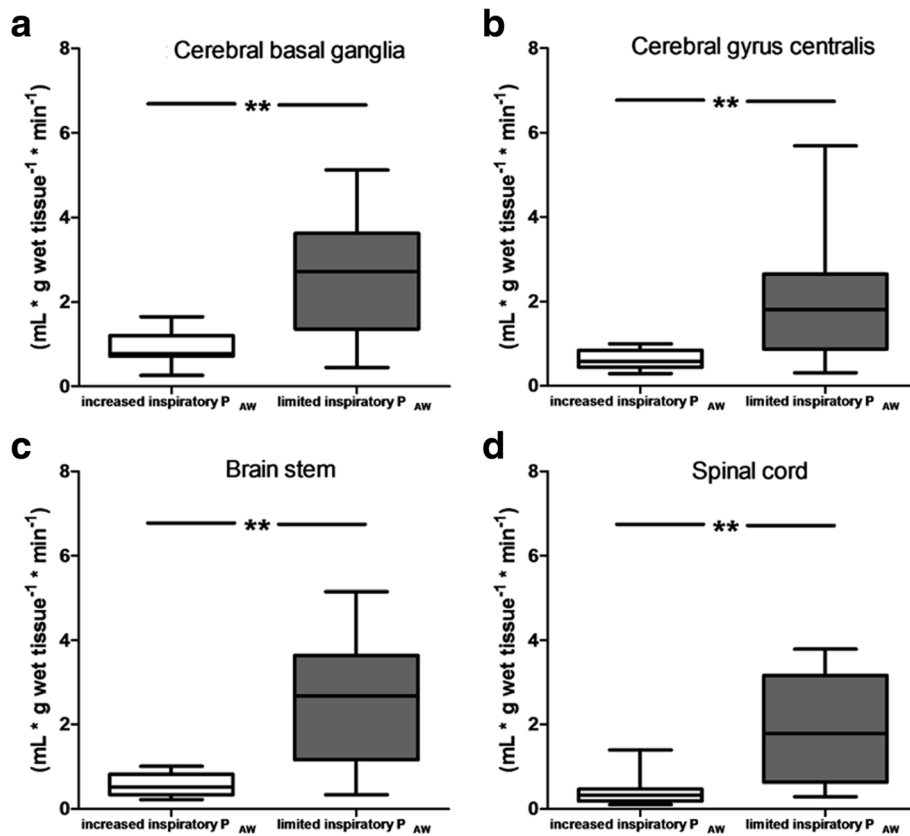 a
Cerebral basal ganglia
(mL * g wet tissue⁻¹ * min⁻¹)
8
6
4
2
0
**
increased inspiratory P AW
limited inspiratory P AW
b
Cerebral gyrus centralis
(mL * g wet tissue⁻¹ * min⁻¹)
8
6
4
2
0
**
increased inspiratory P AW
limited inspiratory P AW
c
Brain stem
(mL * g wet tissue⁻¹ * min⁻¹)
8
6
4
2
0
**
increased inspiratory P AW
limited inspiratory P AW
d
Spinal cord
(mL * g wet tissue⁻¹ * min⁻¹)
8
6
4
2
0
**
increased inspiratory P AW
limited inspiratory P AW